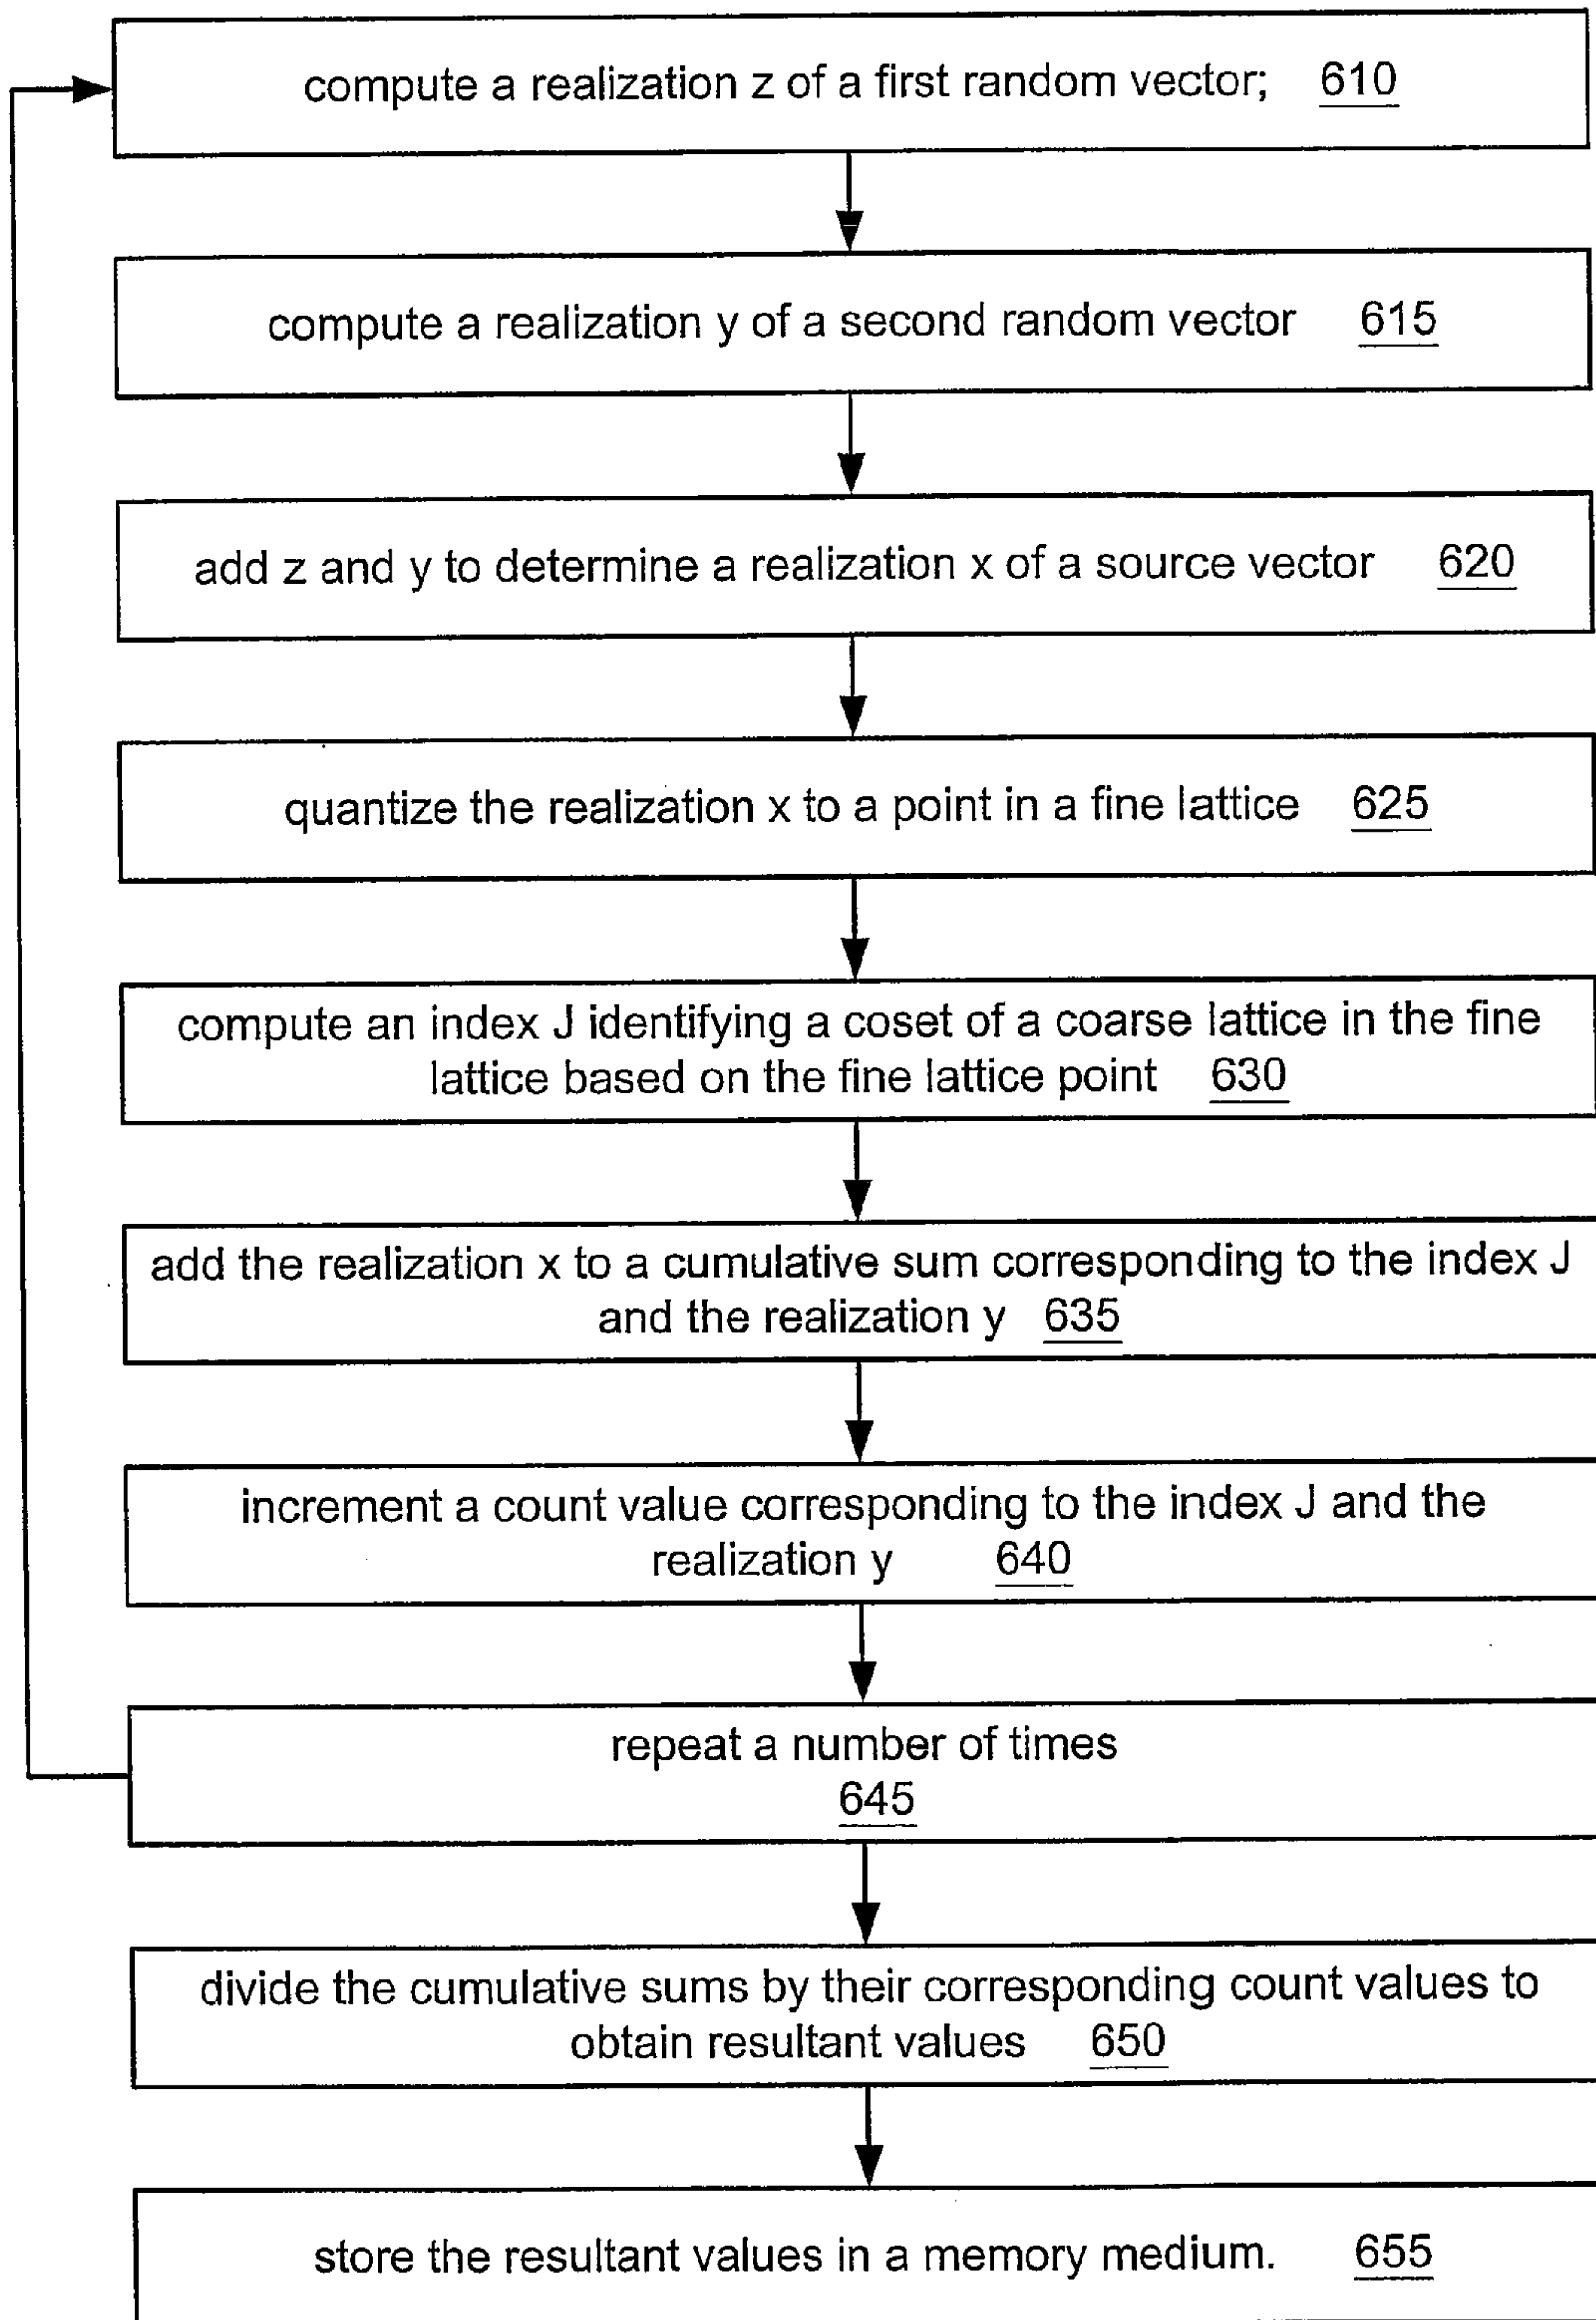 compute a realization z of a first random vector; 610
compute a realization y of a second random vector 615
add z and y to determine a realization x of a source vector 620
quantize the realization x to a point in a fine lattice 625
compute an index J identifying a coset of a coarse lattice in the fine
lattice based on the fine lattice point 630
add the realization x to a cumulative sum corresponding to the index J
and the realization y 635
increment a count value corresponding to the index J and the
realization y 640
repeat a number of times
645
divide the cumulative sums by their corresponding count values to
obtain resultant values 650
store the resultant values in a memory medium. 655